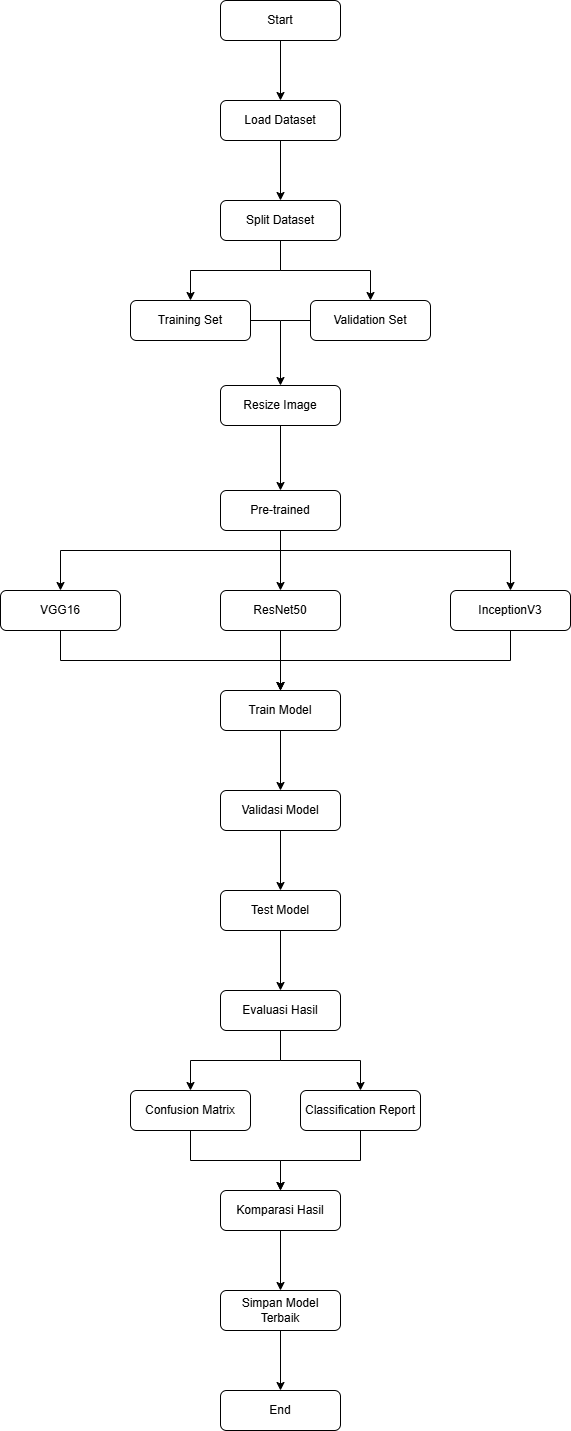 Start
Load Dataset
Split Dataset
Training Set
Validation Set
Resize Image
Pre-trained
VGG16
ResNet50
InceptionV3
Train Model
Validasi Model
Test Model
Evaluasi Hasil
Confusion Matrix
Classification Report
Komparasi Hasil
Simpan Model
Terbaik
End